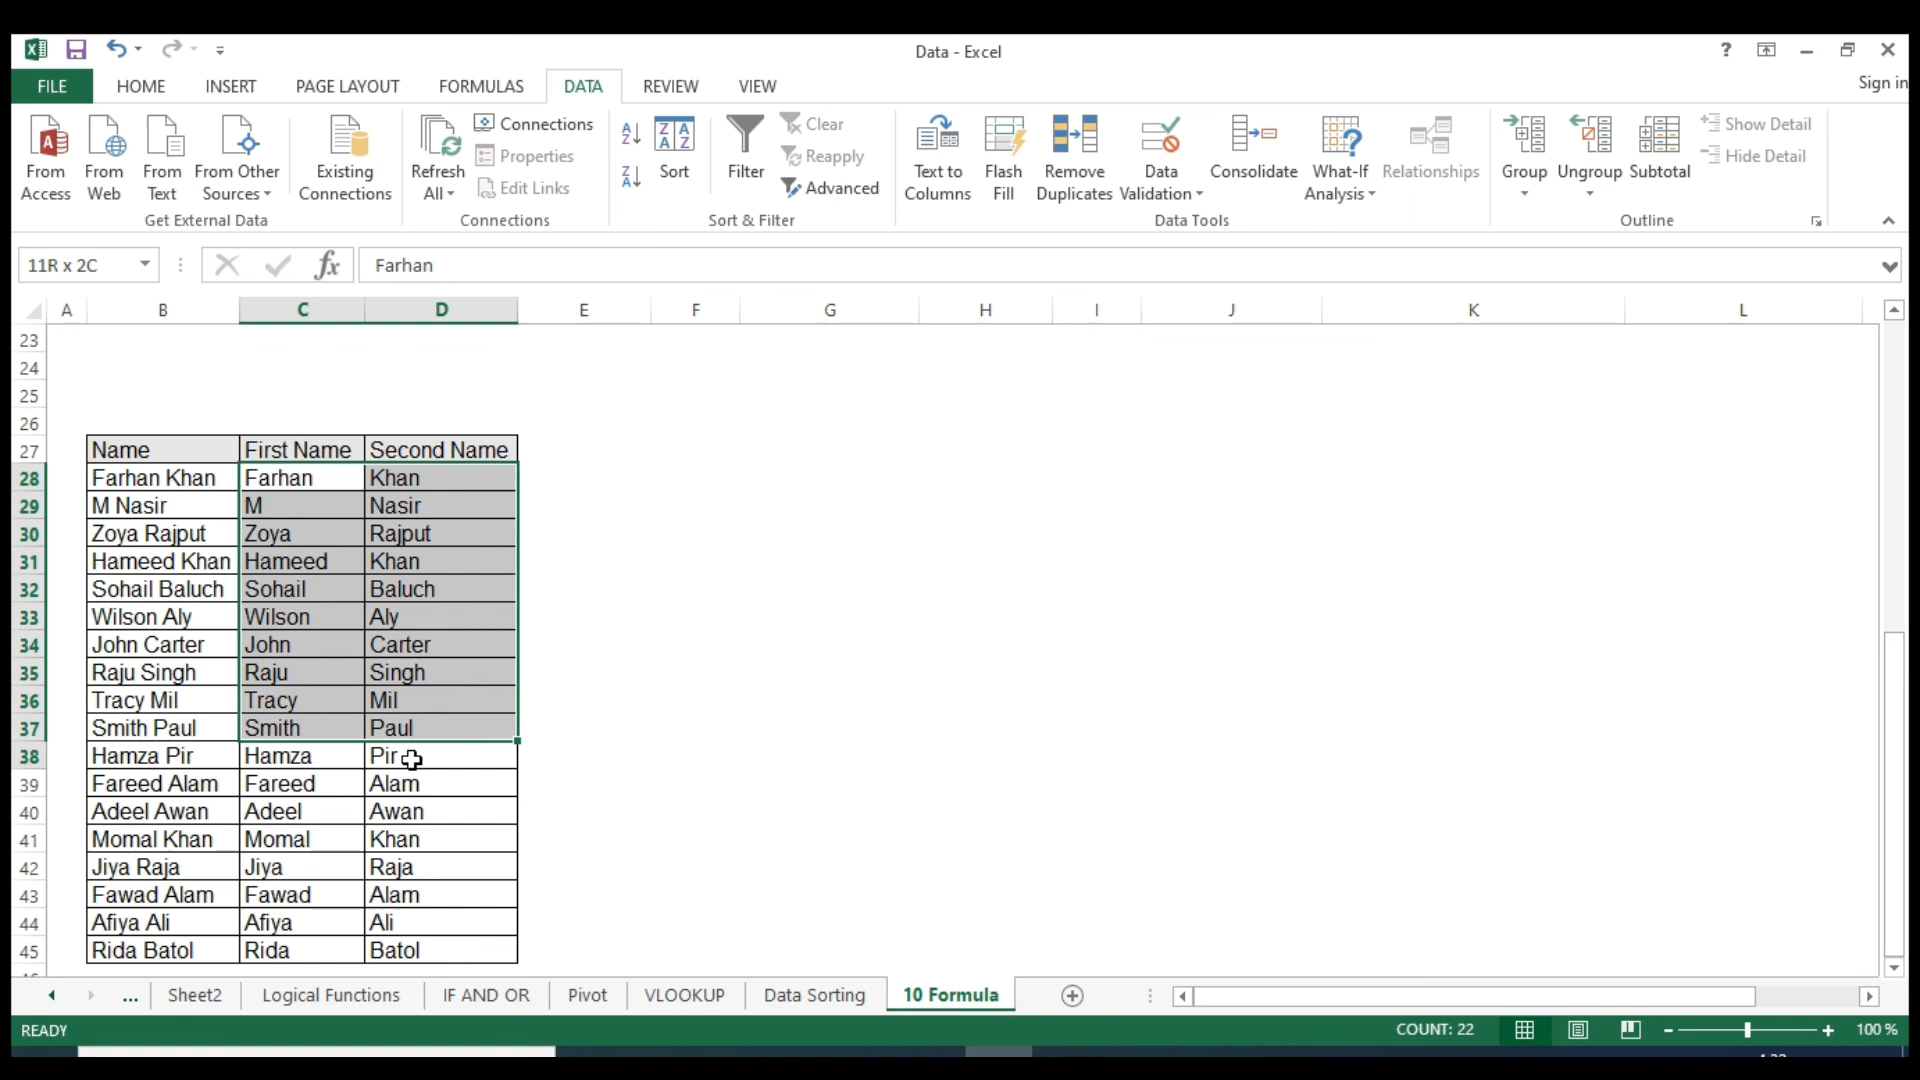 Data - Excel
?
Sign in
FILE HOME INSERT PAGE LAYOUT FORMULAS DATA REVIEW VIEW
From Access
From Web
From Text
From Other Sources
Existing Connections
Get External Data
Refresh All
Connections
Properties
Edit Links
Connections
Sort
Filter
Clear
Reapply
Advanced
Sort & Filter
Text to Columns
Flash Fill
Remove Duplicates
Data Validation
Consolidate
What-If Analysis
Relationships
Data Tools
Group
Ungroup
Subtotal
Show Detail
Hide Detail
Outline
11R x 2C fx Farhan
A B C D E F G H I J K L
23
24
25
26
27 Name First Name Second Name
28 Farhan Khan Farhan Khan
29 M Nasir M Nasir
30 Zoya Rajput Zoya Rajput
31 Hameed Khan Hameed Khan
32 Sohail Baluch Sohail Baluch
33 Wilson Aly Wilson Aly
34 John Carter John Carter
35 Raju Singh Raju Singh
36 Tracy Mil Tracy Mil
37 Smith Paul Smith Paul
38 Hamza Pir Hamza Pir
39 Fareed Alam Fareed Alam
40 Adeel Awan Adeel Awan
41 Momal Khan Momal Khan
42 Jiya Raja Jiya Raja
43 Fawad Alam Fawad Alam
44 Afiya Ali Afiya Ali
45 Rida Batol Rida Batol
... Sheet2 Logical Functions IF AND OR Pivot VLOOKUP Data Sorting 10 Formula
READY COUNT: 22 100 %